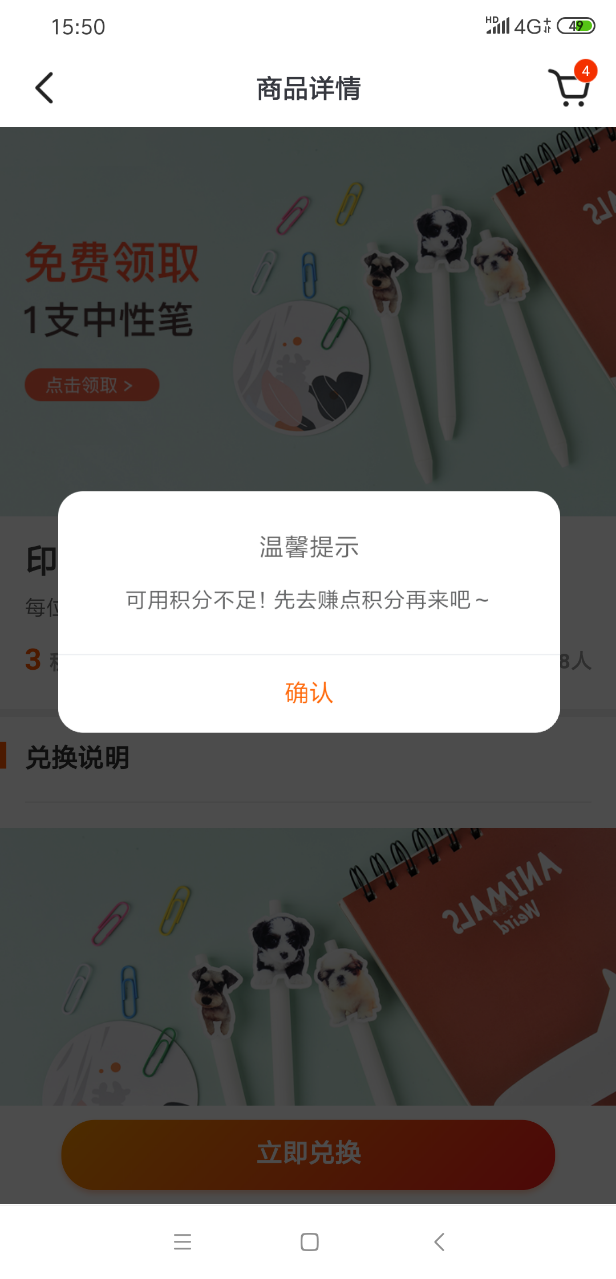 15:50
HD 4G 49
商品详情
4
免费领取
1支中性笔
点击领取 >
印
每位
温馨提示
可用积分不足！先去赚点积分再来吧~
3
8人
确认
兑换说明
ANIMALS
Weird
立即兑换